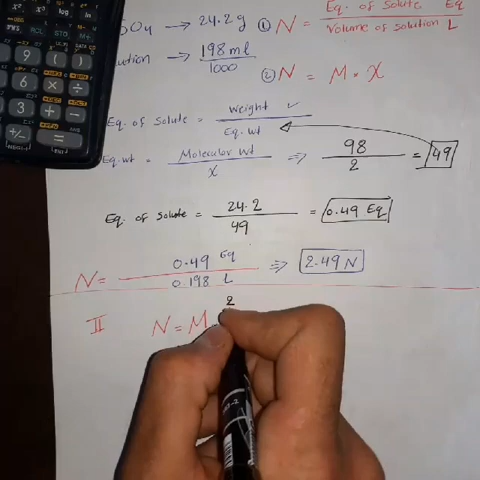 SO4 → 24.2g ① N = Eq. of solute Eq / Volume of solution L
lution → 198 ml / 1000
② N = M × X
Eq. of solute = Weight ✓ / Eq. wt
Eq. wt = Molecular Wt / X ⇒ 98 / 2 = 49
Eq. of solute = 24.2 / 49 = 0.49 Eq
N = 0.49 Eq / 0.198 L ⇒ 2.49 N
2
II N = M